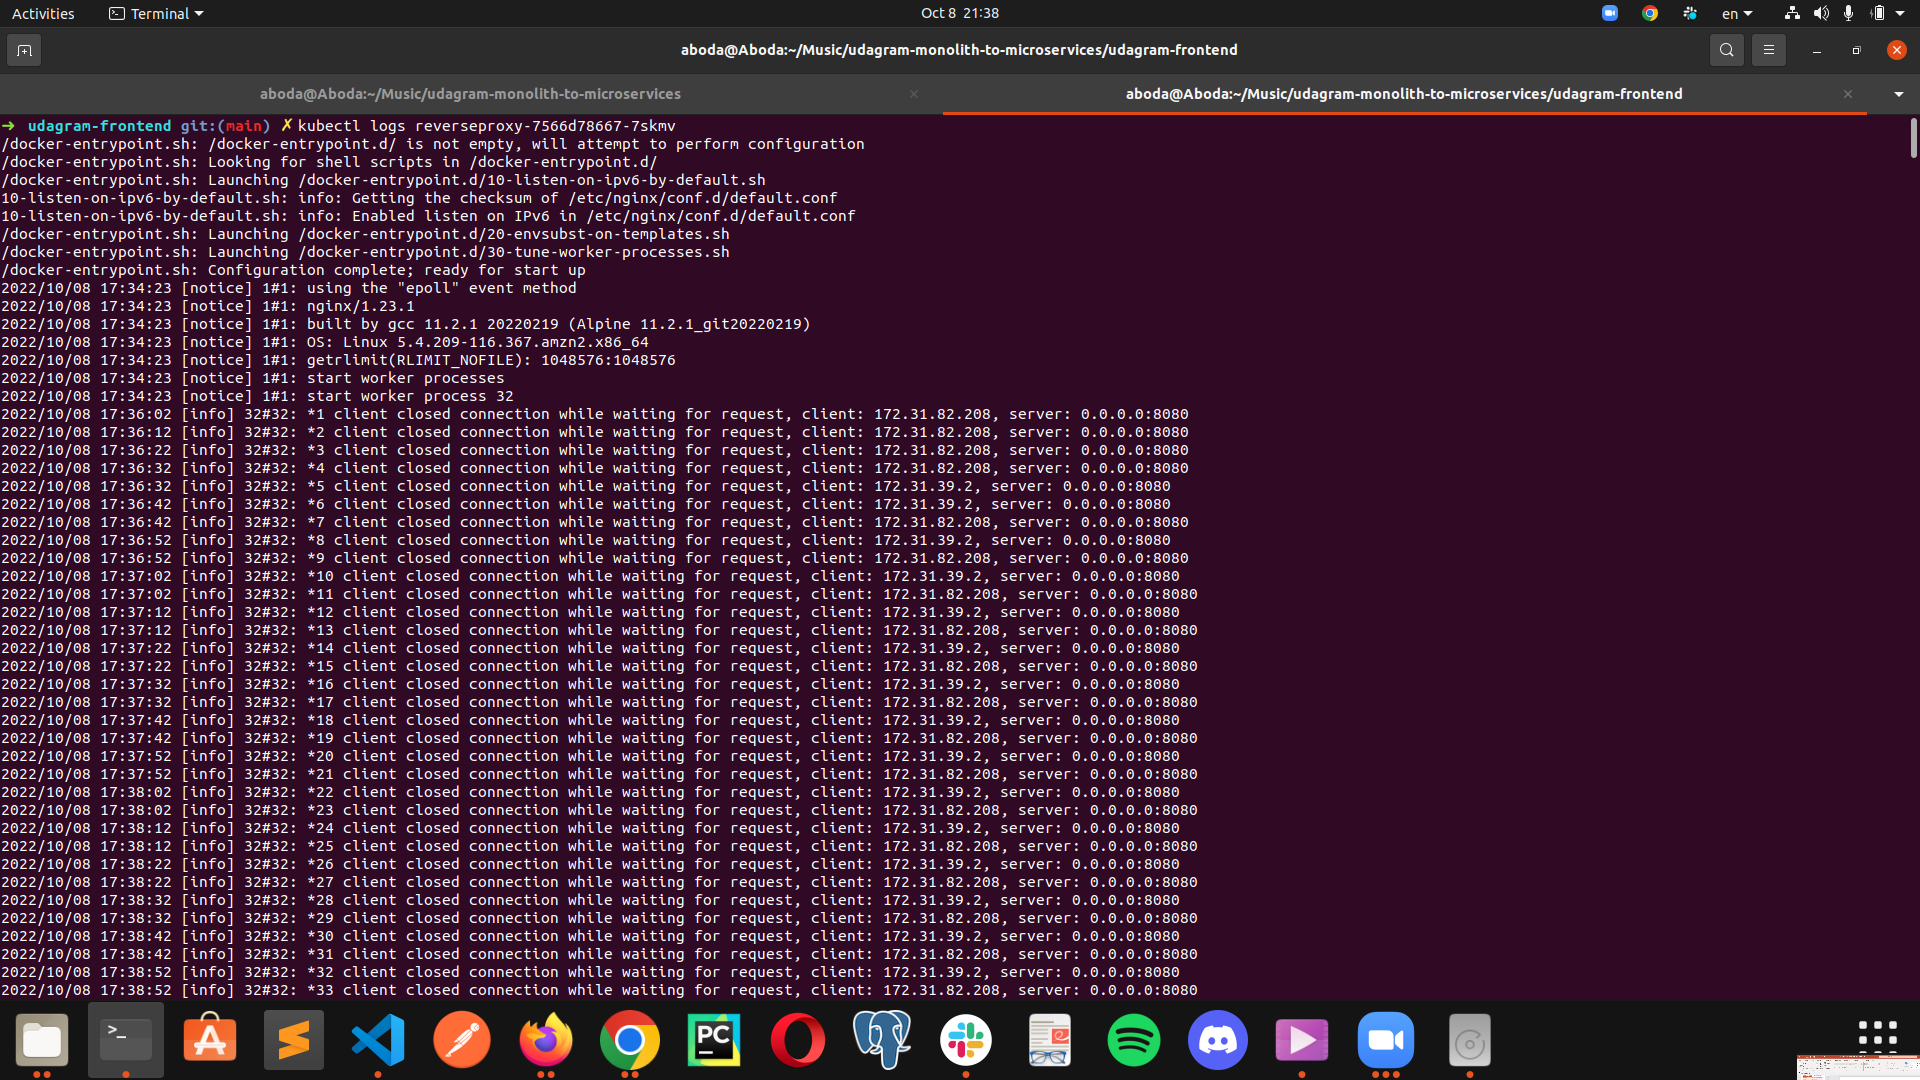 Activities
Terminal
Oct 8 21:38
en
aboda@Aboda:~/Music/udagram-monolith-to-microservices/udagram-frontend
aboda@Aboda:~/Music/udagram-monolith-to-microservices
aboda@Aboda:~/Music/udagram-monolith-to-microservices/udagram-frontend
➜ udagram-frontend git:(main) ✗ kubectl logs reverseproxy-7566d78667-7skmv
/docker-entrypoint.sh: /docker-entrypoint.d/ is not empty, will attempt to perform configuration
/docker-entrypoint.sh: Looking for shell scripts in /docker-entrypoint.d/
/docker-entrypoint.sh: Launching /docker-entrypoint.d/10-listen-on-ipv6-by-default.sh
10-listen-on-ipv6-by-default.sh: info: Getting the checksum of /etc/nginx/conf.d/default.conf
10-listen-on-ipv6-by-default.sh: info: Enabled listen on IPv6 in /etc/nginx/conf.d/default.conf
/docker-entrypoint.sh: Launching /docker-entrypoint.d/20-envsubst-on-templates.sh
/docker-entrypoint.sh: Launching /docker-entrypoint.d/30-tune-worker-processes.sh
/docker-entrypoint.sh: Configuration complete; ready for start up
2022/10/08 17:34:23 [notice] 1#1: using the "epoll" event method
2022/10/08 17:34:23 [notice] 1#1: nginx/1.23.1
2022/10/08 17:34:23 [notice] 1#1: built by gcc 11.2.1 20220219 (Alpine 11.2.1_git20220219)
2022/10/08 17:34:23 [notice] 1#1: OS: Linux 5.4.209-116.367.amzn2.x86_64
2022/10/08 17:34:23 [notice] 1#1: getrlimit(RLIMIT_NOFILE): 1048576:1048576
2022/10/08 17:34:23 [notice] 1#1: start worker processes
2022/10/08 17:34:23 [notice] 1#1: start worker process 32
2022/10/08 17:36:02 [info] 32#32: *1 client closed connection while waiting for request, client: 172.31.82.208, server: 0.0.0.0:8080
2022/10/08 17:36:12 [info] 32#32: *2 client closed connection while waiting for request, client: 172.31.82.208, server: 0.0.0.0:8080
2022/10/08 17:36:22 [info] 32#32: *3 client closed connection while waiting for request, client: 172.31.82.208, server: 0.0.0.0:8080
2022/10/08 17:36:32 [info] 32#32: *4 client closed connection while waiting for request, client: 172.31.82.208, server: 0.0.0.0:8080
2022/10/08 17:36:32 [info] 32#32: *5 client closed connection while waiting for request, client: 172.31.39.2, server: 0.0.0.0:8080
2022/10/08 17:36:42 [info] 32#32: *6 client closed connection while waiting for request, client: 172.31.39.2, server: 0.0.0.0:8080
2022/10/08 17:36:42 [info] 32#32: *7 client closed connection while waiting for request, client: 172.31.82.208, server: 0.0.0.0:8080
2022/10/08 17:36:52 [info] 32#32: *8 client closed connection while waiting for request, client: 172.31.39.2, server: 0.0.0.0:8080
2022/10/08 17:36:52 [info] 32#32: *9 client closed connection while waiting for request, client: 172.31.82.208, server: 0.0.0.0:8080
2022/10/08 17:37:02 [info] 32#32: *10 client closed connection while waiting for request, client: 172.31.39.2, server: 0.0.0.0:8080
2022/10/08 17:37:02 [info] 32#32: *11 client closed connection while waiting for request, client: 172.31.82.208, server: 0.0.0.0:8080
2022/10/08 17:37:12 [info] 32#32: *12 client closed connection while waiting for request, client: 172.31.39.2, server: 0.0.0.0:8080
2022/10/08 17:37:12 [info] 32#32: *13 client closed connection while waiting for request, client: 172.31.82.208, server: 0.0.0.0:8080
2022/10/08 17:37:22 [info] 32#32: *14 client closed connection while waiting for request, client: 172.31.39.2, server: 0.0.0.0:8080
2022/10/08 17:37:22 [info] 32#32: *15 client closed connection while waiting for request, client: 172.31.82.208, server: 0.0.0.0:8080
2022/10/08 17:37:32 [info] 32#32: *16 client closed connection while waiting for request, client: 172.31.39.2, server: 0.0.0.0:8080
2022/10/08 17:37:32 [info] 32#32: *17 client closed connection while waiting for request, client: 172.31.82.208, server: 0.0.0.0:8080
2022/10/08 17:37:42 [info] 32#32: *18 client closed connection while waiting for request, client: 172.31.39.2, server: 0.0.0.0:8080
2022/10/08 17:37:42 [info] 32#32: *19 client closed connection while waiting for request, client: 172.31.82.208, server: 0.0.0.0:8080
2022/10/08 17:37:52 [info] 32#32: *20 client closed connection while waiting for request, client: 172.31.39.2, server: 0.0.0.0:8080
2022/10/08 17:37:52 [info] 32#32: *21 client closed connection while waiting for request, client: 172.31.82.208, server: 0.0.0.0:8080
2022/10/08 17:38:02 [info] 32#32: *22 client closed connection while waiting for request, client: 172.31.39.2, server: 0.0.0.0:8080
2022/10/08 17:38:02 [info] 32#32: *23 client closed connection while waiting for request, client: 172.31.82.208, server: 0.0.0.0:8080
2022/10/08 17:38:12 [info] 32#32: *24 client closed connection while waiting for request, client: 172.31.39.2, server: 0.0.0.0:8080
2022/10/08 17:38:12 [info] 32#32: *25 client closed connection while waiting for request, client: 172.31.82.208, server: 0.0.0.0:8080
2022/10/08 17:38:22 [info] 32#32: *26 client closed connection while waiting for request, client: 172.31.39.2, server: 0.0.0.0:8080
2022/10/08 17:38:22 [info] 32#32: *27 client closed connection while waiting for request, client: 172.31.82.208, server: 0.0.0.0:8080
2022/10/08 17:38:32 [info] 32#32: *28 client closed connection while waiting for request, client: 172.31.39.2, server: 0.0.0.0:8080
2022/10/08 17:38:32 [info] 32#32: *29 client closed connection while waiting for request, client: 172.31.82.208, server: 0.0.0.0:8080
2022/10/08 17:38:42 [info] 32#32: *30 client closed connection while waiting for request, client: 172.31.39.2, server: 0.0.0.0:8080
2022/10/08 17:38:42 [info] 32#32: *31 client closed connection while waiting for request, client: 172.31.82.208, server: 0.0.0.0:8080
2022/10/08 17:38:52 [info] 32#32: *32 client closed connection while waiting for request, client: 172.31.39.2, server: 0.0.0.0:8080
2022/10/08 17:38:52 [info] 32#32: *33 client closed connection while waiting for request, client: 172.31.82.208, server: 0.0.0.0:8080
PC